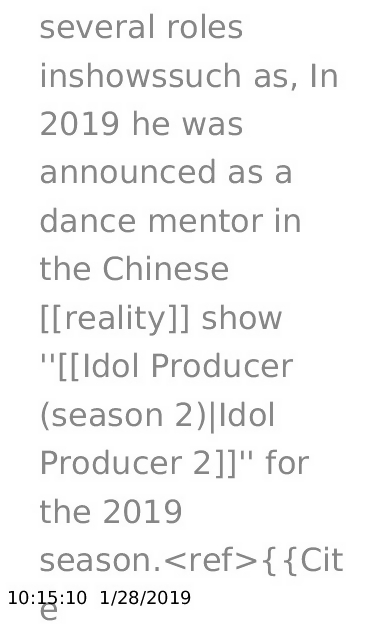 several roles
inshowssuch as, In
2019 he was
announced as a
dance mentor in
the Chinese
[[reality]] show
''[[Idol Producer
(season 2)|Idol
Producer 2]]'' for
the 2019
season.<ref>{{Cit
e
10:15:10 1/28/2019